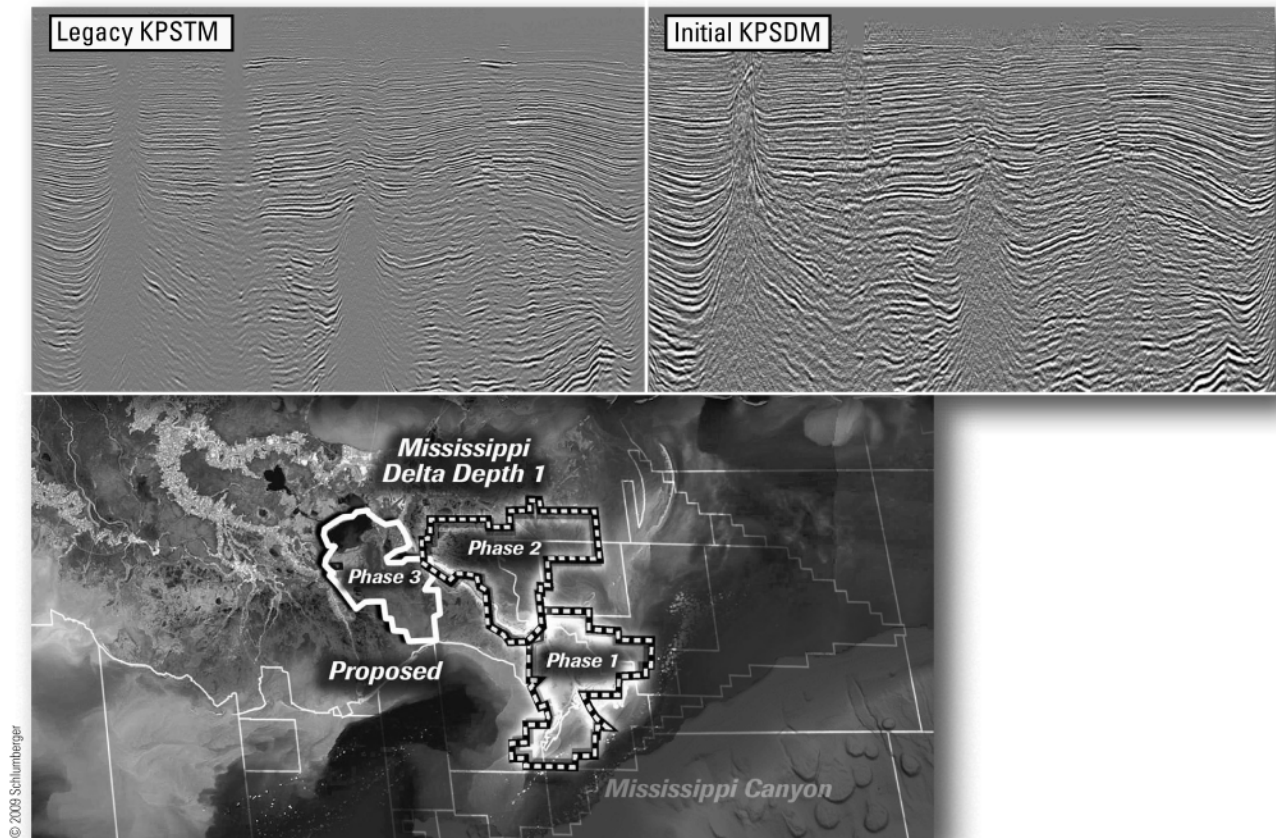 Legacy KPSTM
Initial KPSDM
Mississippi
Delta Depth 1
Phase 2
Phase 3
Phase 1
Proposed
Mississippi Canyon
© 2009 Schlumberger